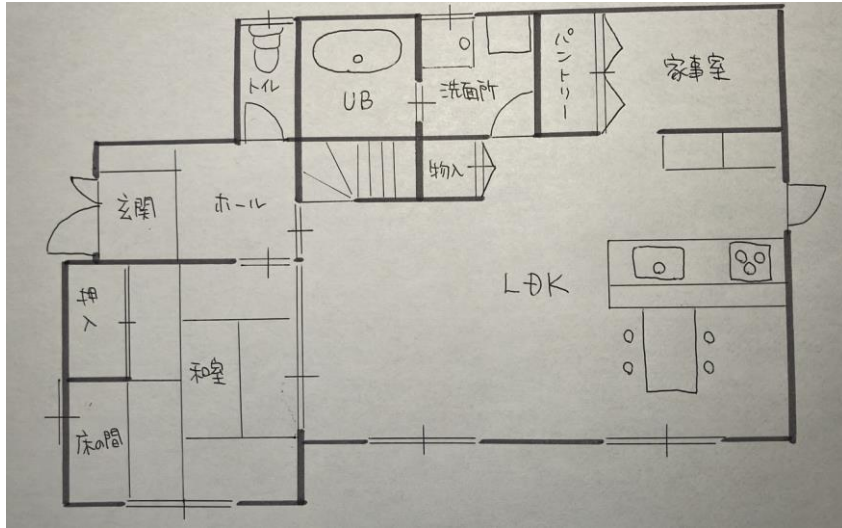 トイレ
UB
洗面所
パントリー
家事室
玄関
ホール
物入
LDK
押入
和室
床の間